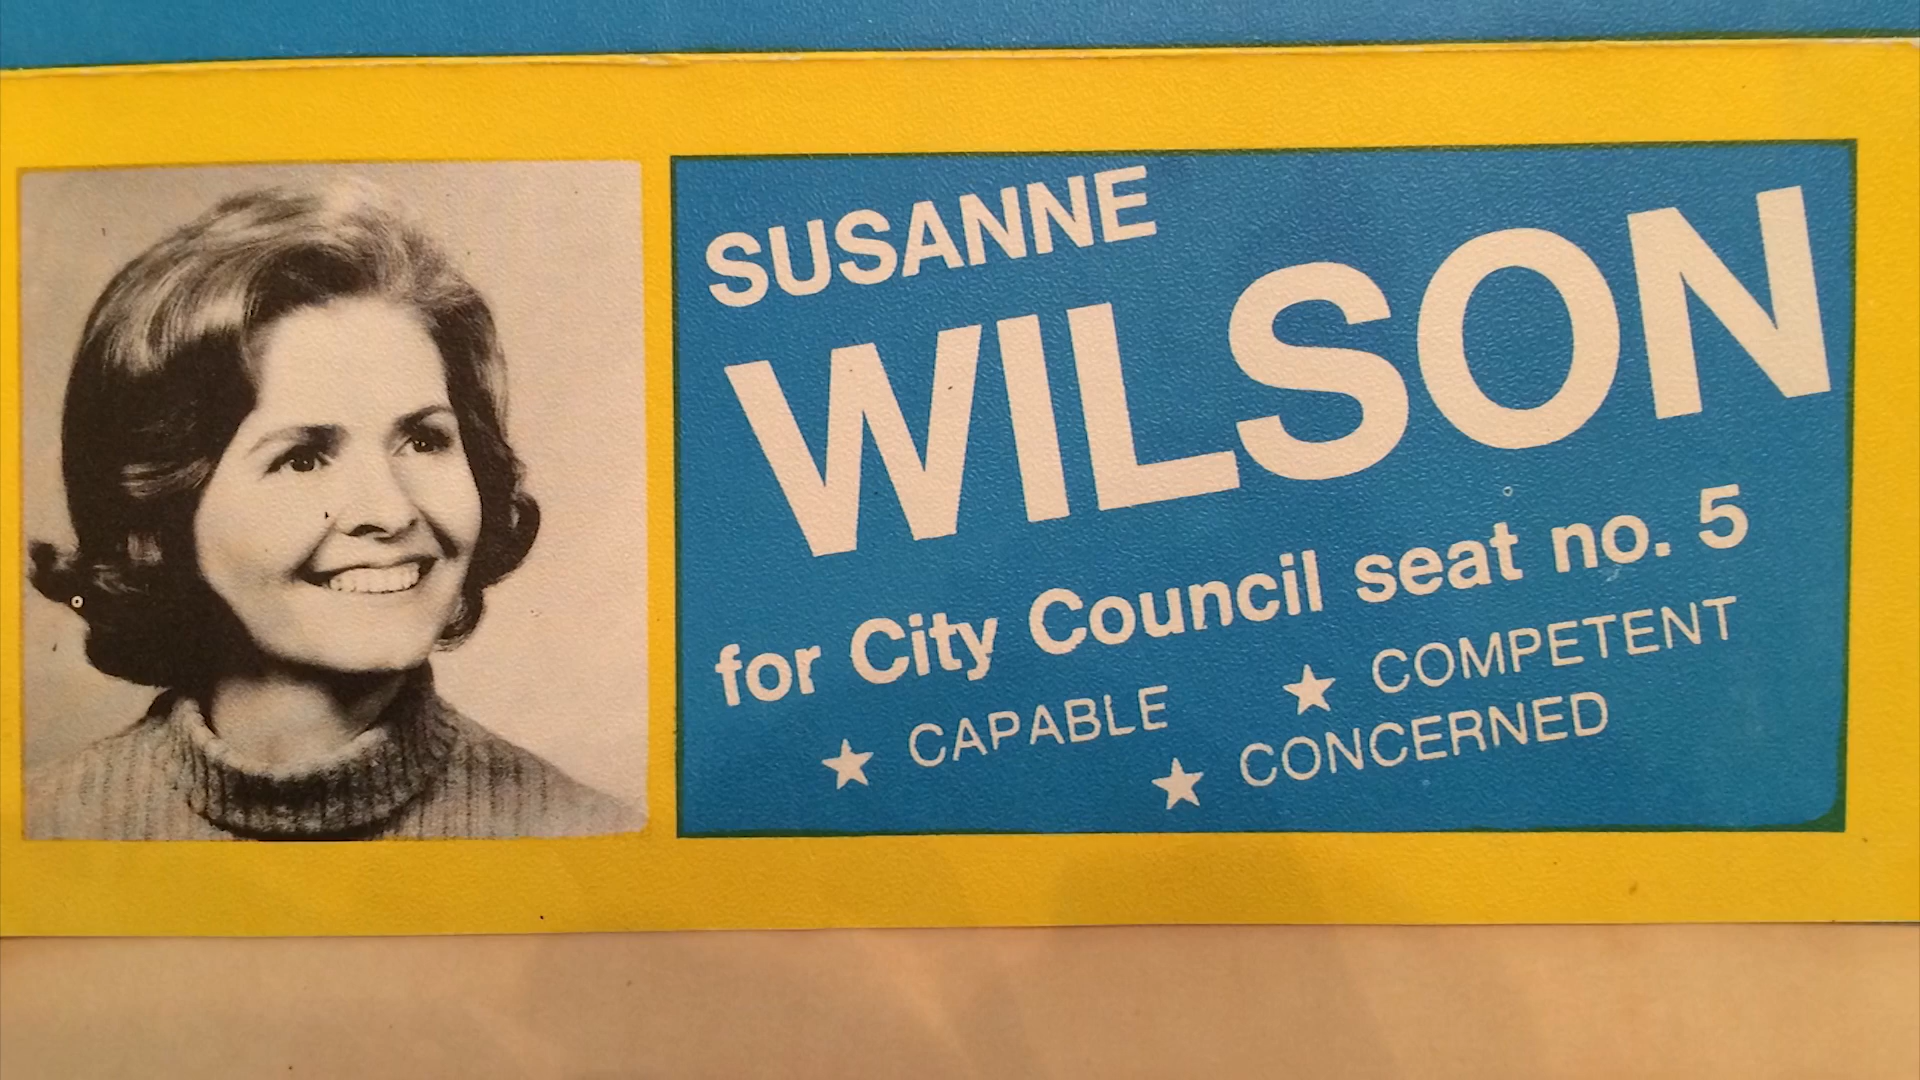 SUSANNE
WILSON
for City Council seat no. 5
★ CAPABLE ★ COMPETENT
★ CONCERNED